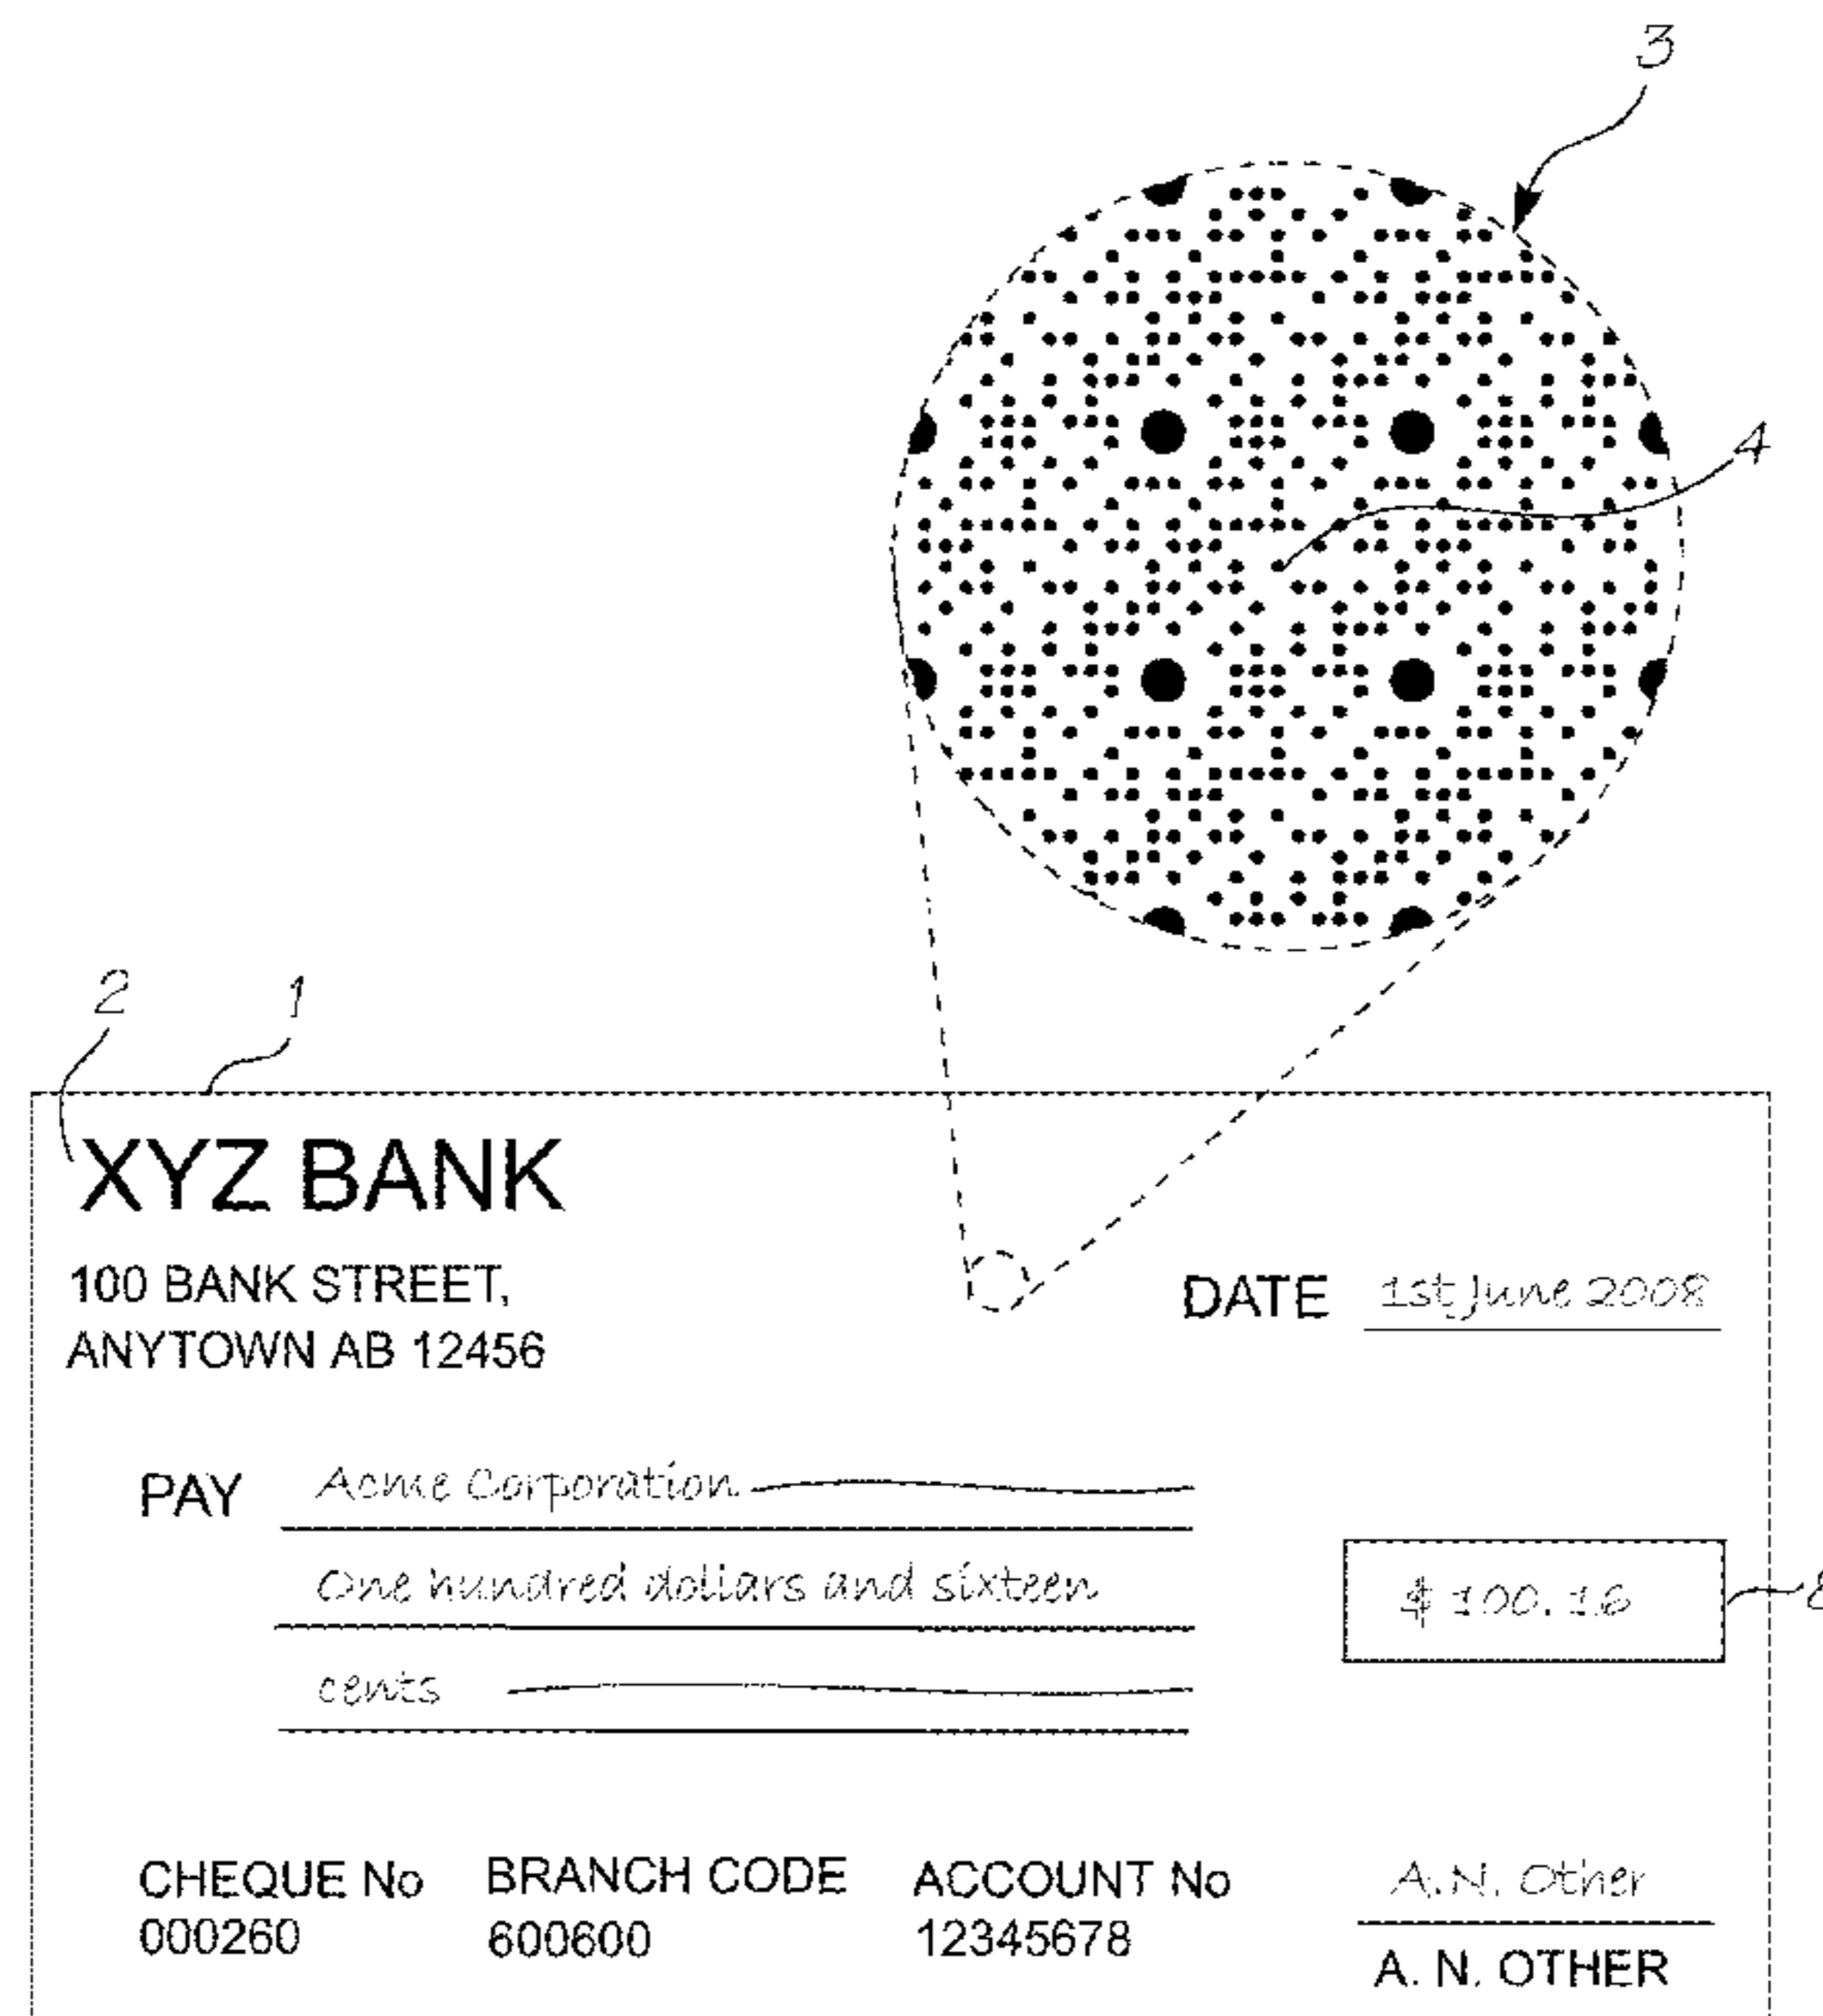 3
4
2 1
XYZ BANK
100 BANK STREET,
ANYTOWN AB 12456
DATE 1st June 2008
PAY Acme Corporation
One hundred dollars and sixteen
$ 100.16
cents
CHEQUE No BRANCH CODE ACCOUNT No A.N. Other
000260 600600 12345678
A. N. OTHER